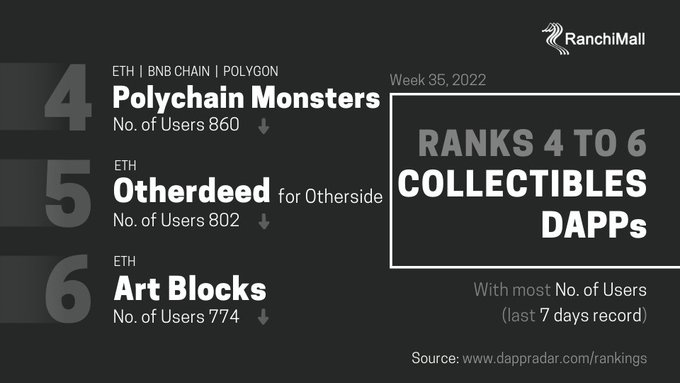 RanchiMall
4
ETH | BNB CHAIN | POLYGON
Polychain Monsters
No. of Users 860
5
ETH
Otherdeed for Otherside
No. of Users 802
6
ETH
Art Blocks
No. of Users 774
Week 35, 2022
RANKS 4 TO 6
COLLECTIBLES
DAPPs
With most No. of Users
(last 7 days record)
Source: www.dappradar.com/rankings